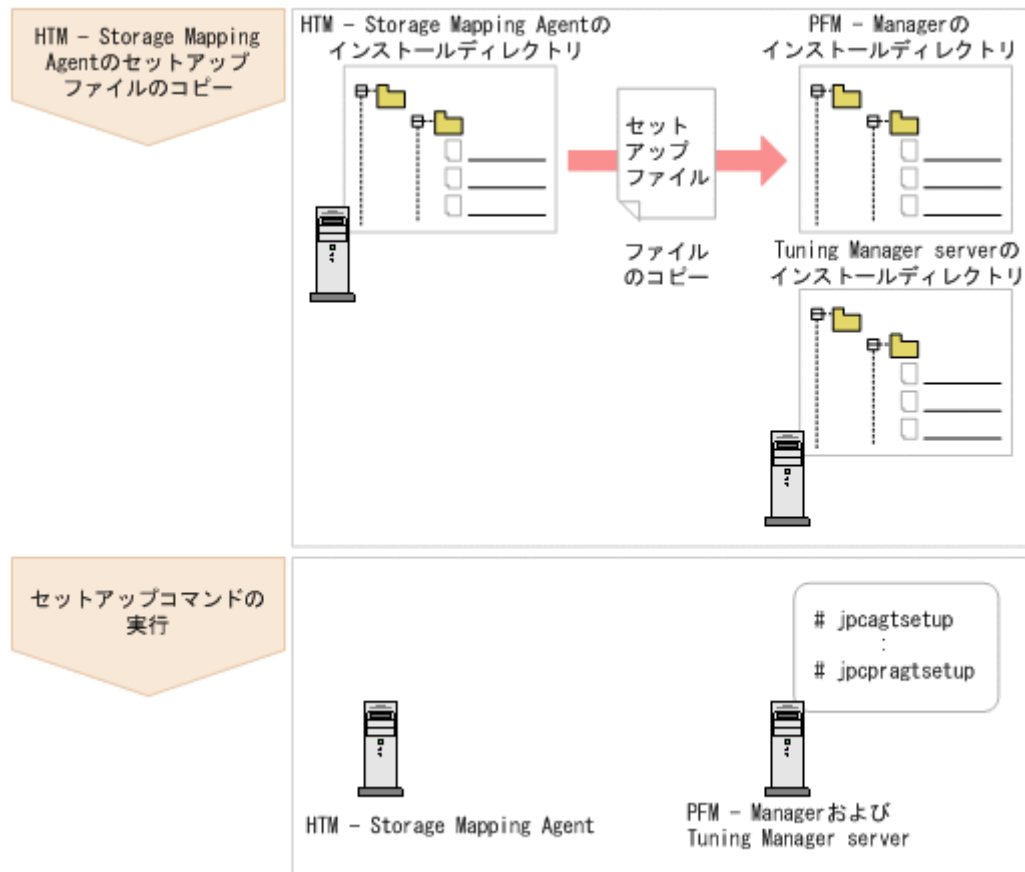 HTM - Storage Mapping
Agentのセットアップ
ファイルのコピー
HTM - Storage Mapping Agentの
インストールディレクトリ
PFM - Managerの
インストールディレクトリ
セット
アップ
ファイル
ファイル
のコピー
Tuning Manager serverの
インストールディレクトリ
セットアップコマンドの
実行
# jpcagtsetup
:
# jpcpragtsetup
HTM - Storage Mapping Agent
PFM - Managerおよび
Tuning Manager server